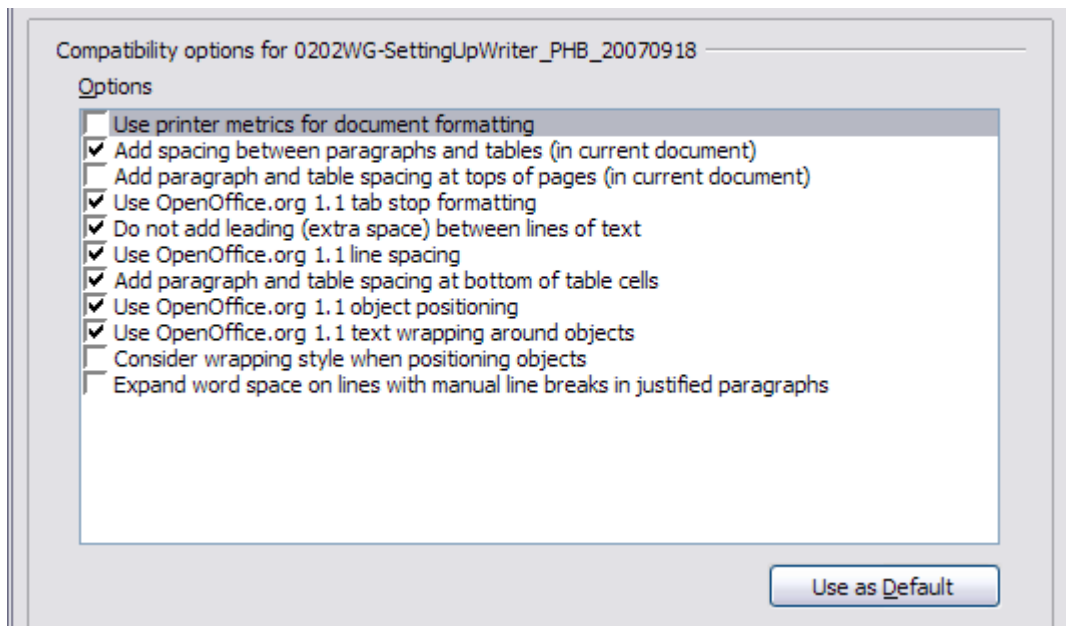 Compatibility options for 0202WG-SettingUpWriter_PHB_20070918
Options
Use printer metrics for document formatting
Add spacing between paragraphs and tables (in current document)
Add paragraph and table spacing at tops of pages (in current document)
Use OpenOffice.org 1.1 tab stop formatting
Do not add leading (extra space) between lines of text
Use OpenOffice.org 1.1 line spacing
Add paragraph and table spacing at bottom of table cells
Use OpenOffice.org 1.1 object positioning
Use OpenOffice.org 1.1 text wrapping around objects
Consider wrapping style when positioning objects
Expand word space on lines with manual line breaks in justified paragraphs
Use as Default